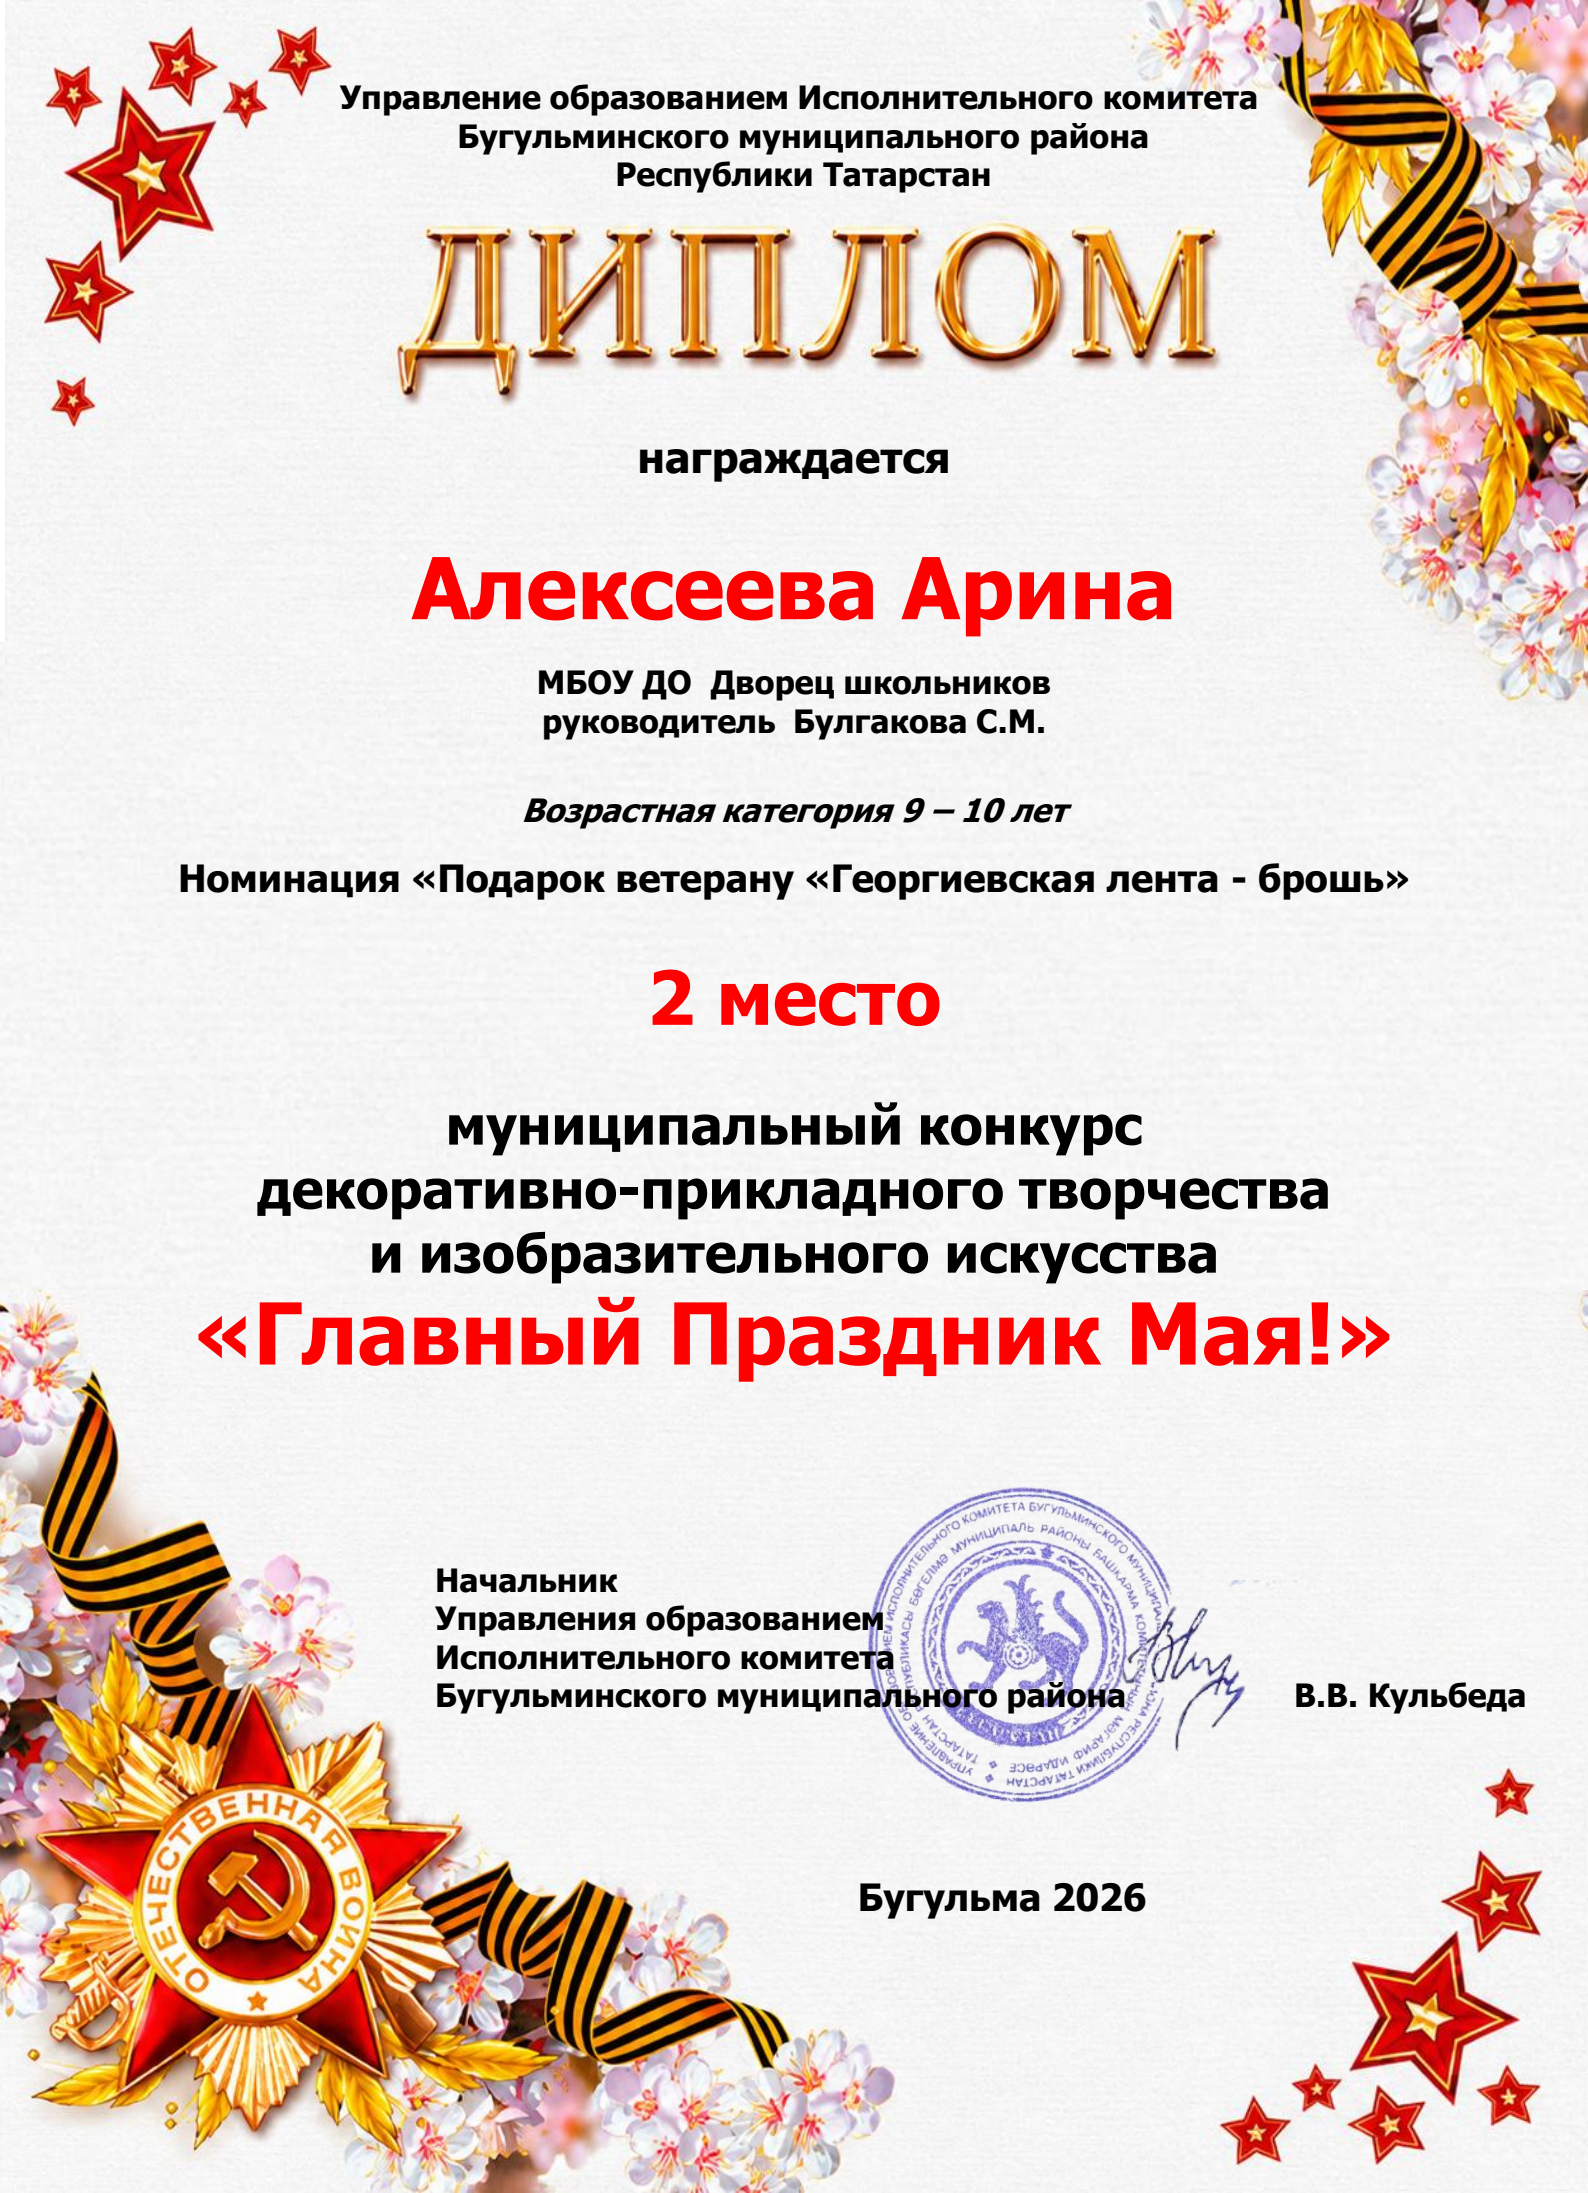 Управление образованием Исполнительного комитета
Бугульминского муниципального района
Республики Татарстан
ДИПЛОМ
награждается
Алексеева Арина
МБОУ ДО  Дворец школьников
руководитель  Булгакова С.М.
Возрастная категория 9 – 10 лет
Номинация «Подарок ветерану «Георгиевская лента - брошь»
2 место
муниципальный конкурс
декоративно-прикладного творчества
и изобразительного искусства
«Главный Праздник Мая!»
Начальник
Управления образованием
Исполнительного комитета
Бугульминского муниципального района
В.В. Кульбеда
ОТЕЧЕСТВЕННАЯ ВОЙНА
Бугульма 2026